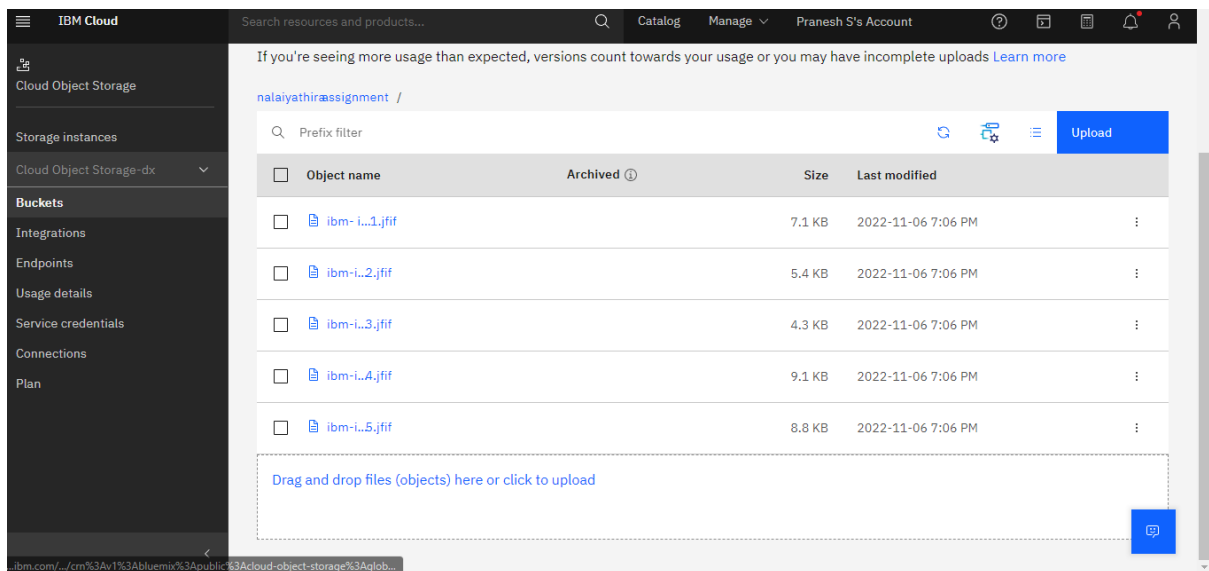 IBM Cloud
Search resources and products...
Catalog
Manage
Pranesh S's Account
Cloud Object Storage
Storage instances
Cloud Object Storage-dx
Buckets
Integrations
Endpoints
Usage details
Service credentials
Connections
Plan
If you're seeing more usage than expected, versions count towards your usage or you may have incomplete uploads Learn more
nalaiyathiraassignment /
Prefix filter
Upload
Object name Archived Size Last modified
ibm- i...1.jfif 7.1 KB 2022-11-06 7:06 PM
ibm-i...2.jfif 5.4 KB 2022-11-06 7:06 PM
ibm-i...3.jfif 4.3 KB 2022-11-06 7:06 PM
ibm-i...4.jfif 9.1 KB 2022-11-06 7:06 PM
ibm-i...5.jfif 8.8 KB 2022-11-06 7:06 PM
Drag and drop files (objects) here or click to upload
...ibm.com/.../crn%3Av1%3Abluemix%3Apublic%3Acloud-object-storage%3Aglob...